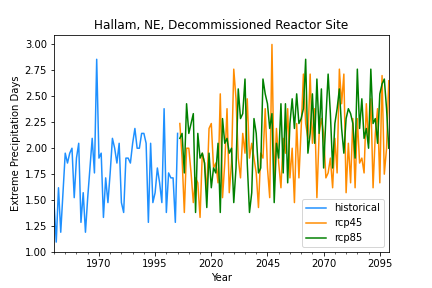 Hallam, NE, Decommissioned Reactor Site
Extreme Precipitation Days
3.00
2.75
2.50
2.25
2.00
1.75
1.50
1.25
1.00
1970
1995
2020
2045
2070
2095
Year
historical
rcp45
rcp85